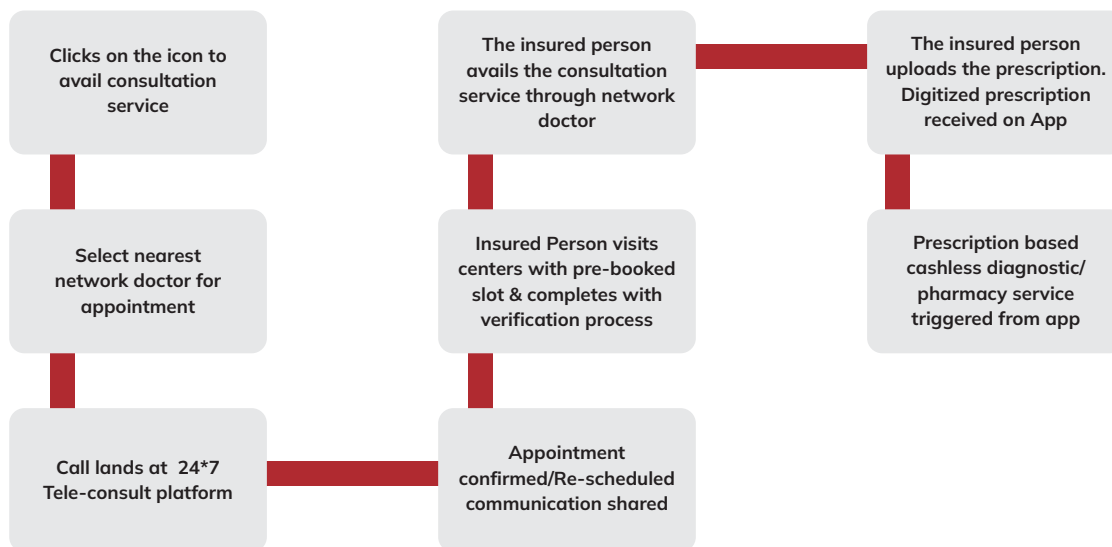 Clicks on the icon to
avail consultation
service
Select nearest
network doctor for
appointment
Call lands at 24*7
Tele-consult platform
Appointment
confirmed/Re-scheduled
communication shared
Insured Person visits
centers with pre-booked
slot & completes with
verification process
The insured person
avails the consultation
service through network
doctor
The insured person
uploads the prescription.
Digitized prescription
received on App
Prescription based
cashless diagnostic/
pharmacy service
triggered from app